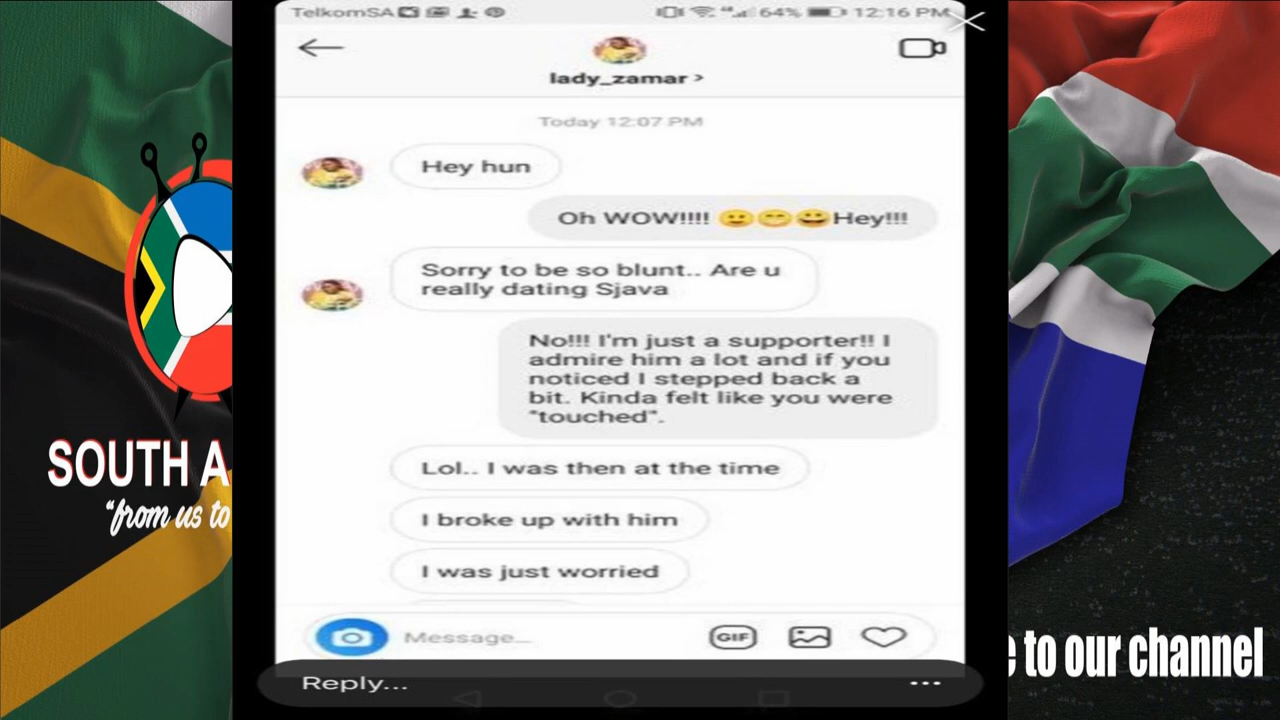 TelkomSA 64% 12:16 PM
lady_zamar >
Today 12:07 PM
Hey hun
Oh WOW!!!! 🙂😁😀Hey!!!
Sorry to be so blunt.. Are u
really dating Sjava
No!!! I'm just a supporter!! I
admire him a lot and if you
noticed I stepped back a
bit. Kinda felt like you were
"touched".
Lol.. I was then at the time
I broke up with him
I was just worried
GIF
Message...
Reply...
SOUTH A
"from us to
to our channel